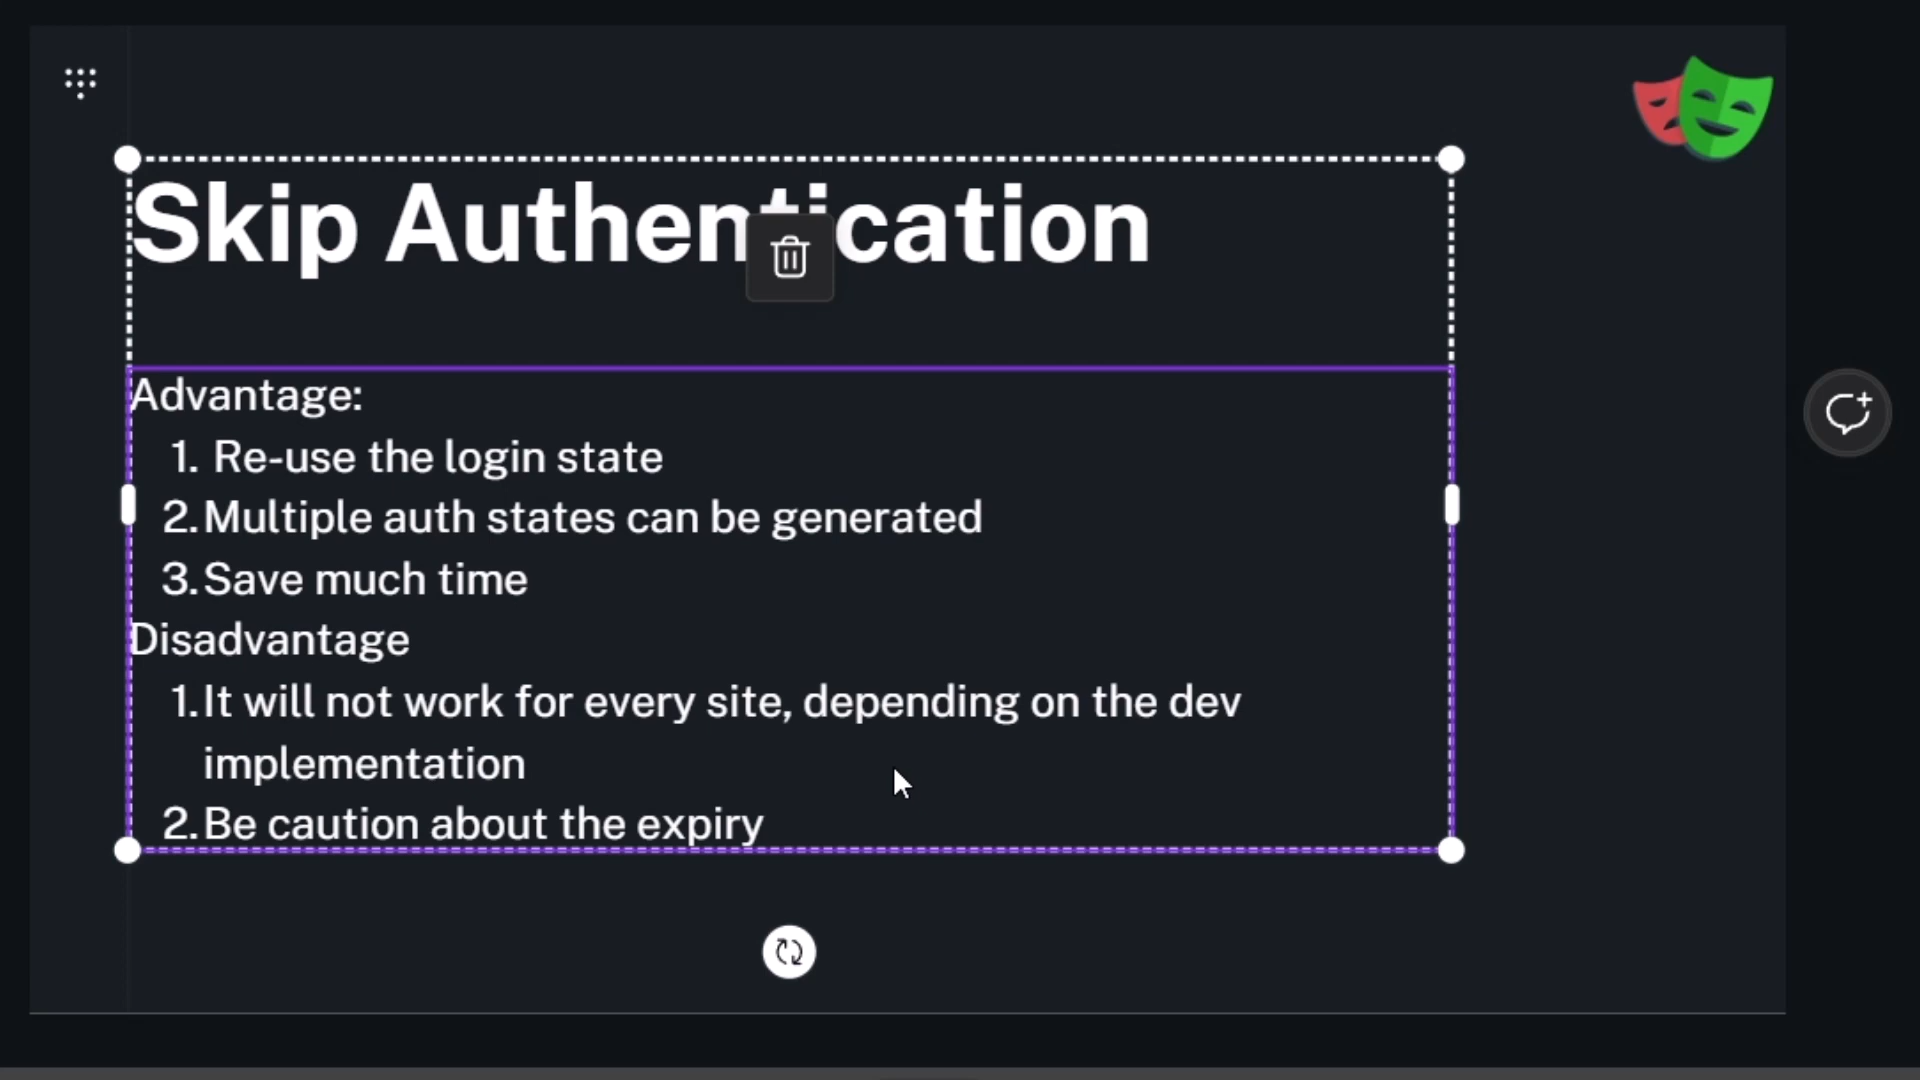 Skip Authentication
Advantage:
1. Re-use the login state
2. Multiple auth states can be generated
3. Save much time
Disadvantage
1. It will not work for every site, depending on the dev
implementation
2. Be caution about the expiry